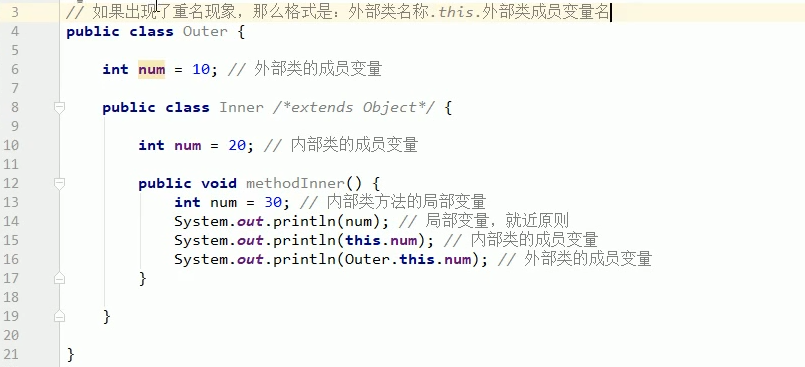 3 // 如果出现了重名现象，那么格式是：外部类名称.this.外部类成员变量名
4 public class Outer {
5
6 int num = 10; // 外部类的成员变量
7
8 public class Inner /*extends Object*/ {
9
10 int num = 20; // 内部类的成员变量
11
12 public void methodInner() {
13 int num = 30; // 内部类方法的局部变量
14 System.out.println(num); // 局部变量，就近原则
15 System.out.println(this.num); // 内部类的成员变量
16 System.out.println(Outer.this.num); // 外部类的成员变量
17 }
18
19 }
20
21 }